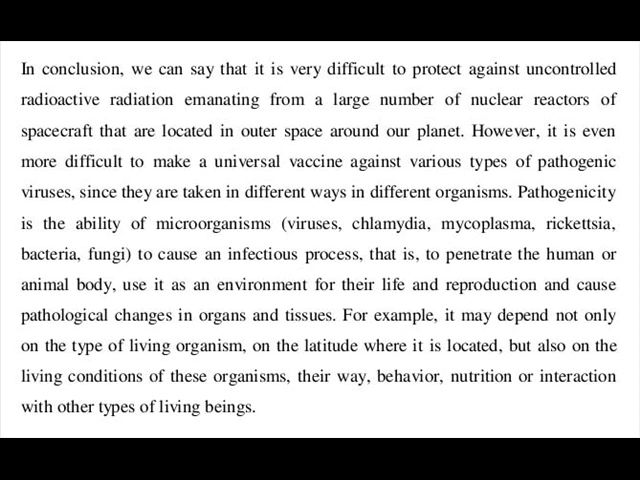 In conclusion, we can say that it is very difficult to protect against uncontrolled
radioactive radiation emanating from a large number of nuclear reactors of
spacecraft that are located in outer space around our planet. However, it is even
more difficult to make a universal vaccine against various types of pathogenic
viruses, since they are taken in different ways in different organisms. Pathogenicity
is the ability of microorganisms (viruses, chlamydia, mycoplasma, rickettsia,
bacteria, fungi) to cause an infectious process, that is, to penetrate the human or
animal body, use it as an environment for their life and reproduction and cause
pathological changes in organs and tissues. For example, it may depend not only
on the type of living organism, on the latitude where it is located, but also on the
living conditions of these organisms, their way, behavior, nutrition or interaction
with other types of living beings.